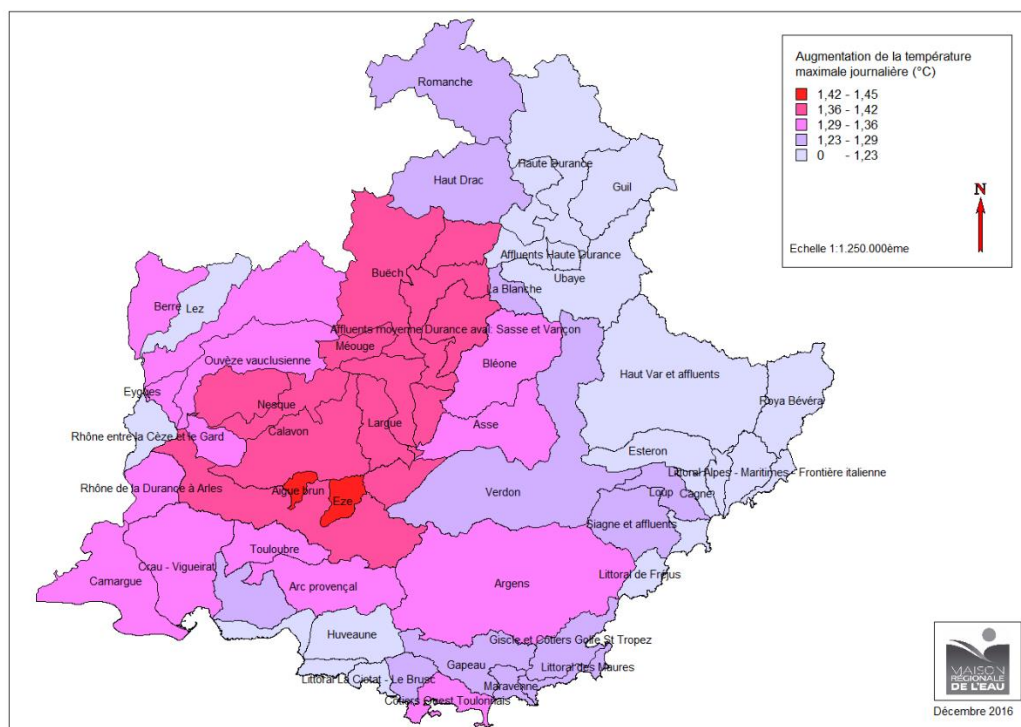 Augmentation de la température
maximale journalière (°C)
1,42 - 1,45
1,36 - 1,42
1,29 - 1,36
1,23 - 1,29
0 - 1,23
N
Echelle 1:1.250.000ème
Romanche
Haute Durance
Haut Drac
Guil
Affluents Haute Durance
Buëch
Ubaye
La Blanche
Berre
Lez
Affluents moyenne Durance aval: Sasse et Vançon
Méouge
Ouvèze vauclusienne
Bléone
Haut Var et affluents
Eygues
Nesque
Roya Bévéra
Asse
Largue
Calavon
Rhône entre la Cèze et le Gard
Esteron
Littoral Alpes - Maritimes - Frontière italienne
Rhône de la Durance à Arles
Aigue brun
Verdon
Loup
Cagne
Eze
Siagne et affluents
Touloubre
Crau - Vigueirat
Camargue
Arc provençal
Argens
Littoral de Fréjus
Huveaune
Giscle et Côtiers Golfe St Tropez
Gapeau
Littoral des Maures
Littoral La Ciotat - Le Brusc
Maravenne
Côtiers Ouest Toulonnais
MAISON
RÉGIONALE
DE L'EAU
Décembre 2016